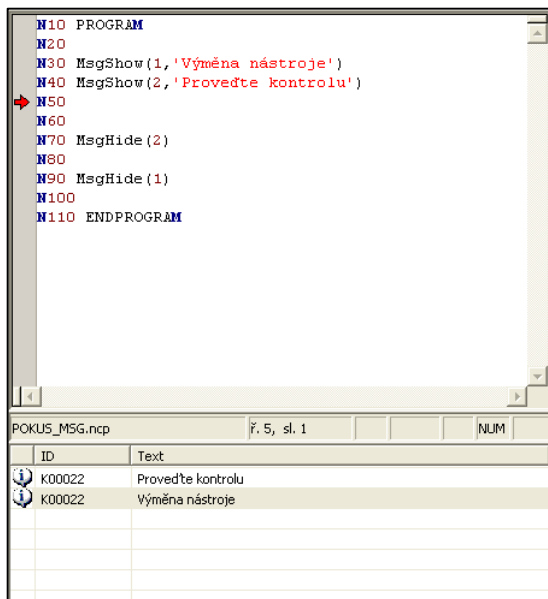 N10 PROGRAM
N20
N30 MsgShow(1,'Výměna nástroje')
N40 MsgShow(2,'Proveďte kontrolu')
N50
N60
N70 MsgHide(2)
N80
N90 MsgHide(1)
N100
N110 ENDPROGRAM
POKUS_MSG.ncp ř. 5, sl. 1 NUM
ID Text
K00022 Proveďte kontrolu
K00022 Výměna nástroje